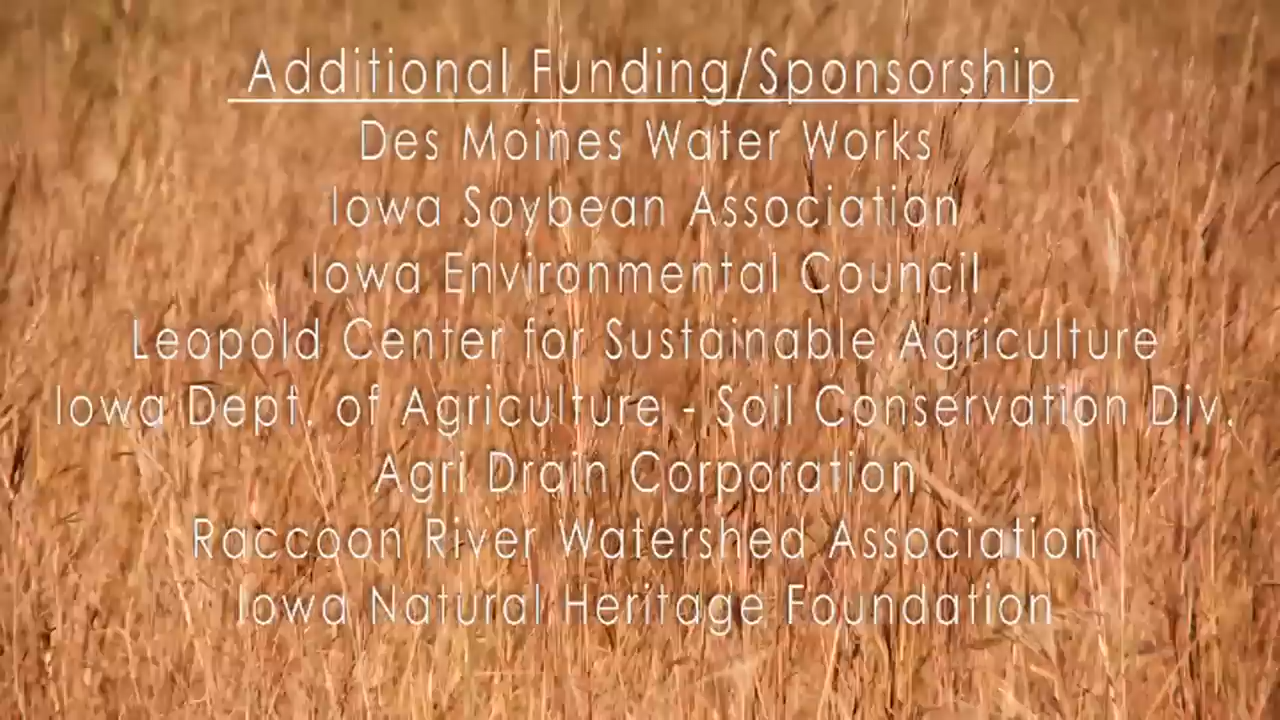 Additional Funding/Sponsorship
Des Moines Water Works
Iowa Soybean Association
Iowa Environmental Council
Leopold Center for Sustainable Agriculture
Iowa Dept. of Agriculture - Soil Conservation Div.
Agri Drain Corporation
Raccoon River Watershed Association
Iowa Natural Heritage Foundation